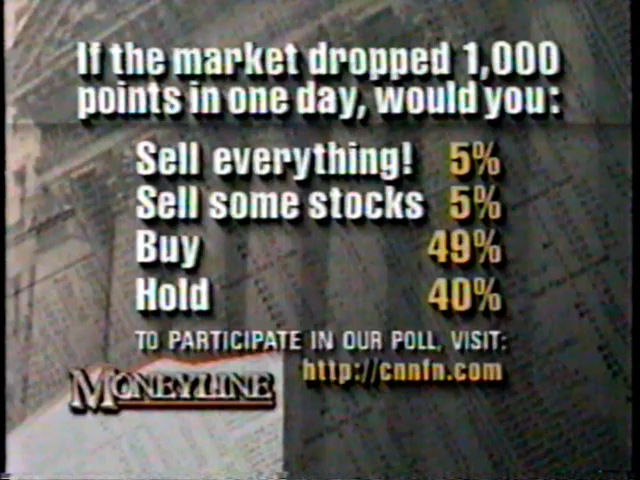 If the market dropped 1,000
points in one day, would you:
Sell everything! 5%
Sell some stocks 5%
Buy 49%
Hold 40%
TO PARTICIPATE IN OUR POLL, VISIT:
http://cnnfn.com
MONEYLINE